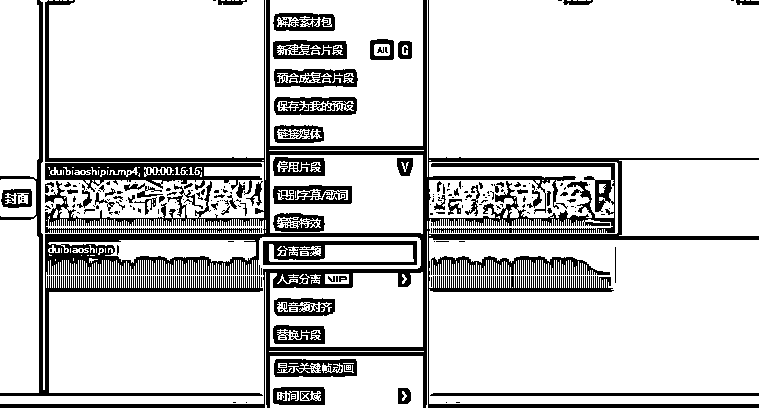 解除素材包
新建复合片段 Alt G
预合成复合片段
保存为我的预设
链接媒体
停用片段 V
duibiaoshipin.mp4 00:00:16:16
识别字幕/歌词
封面
编辑特效
duibiaoshipin
分离音频
人声分离 VIP
视音频对齐
替换片段
显示关键帧动画
时间区域